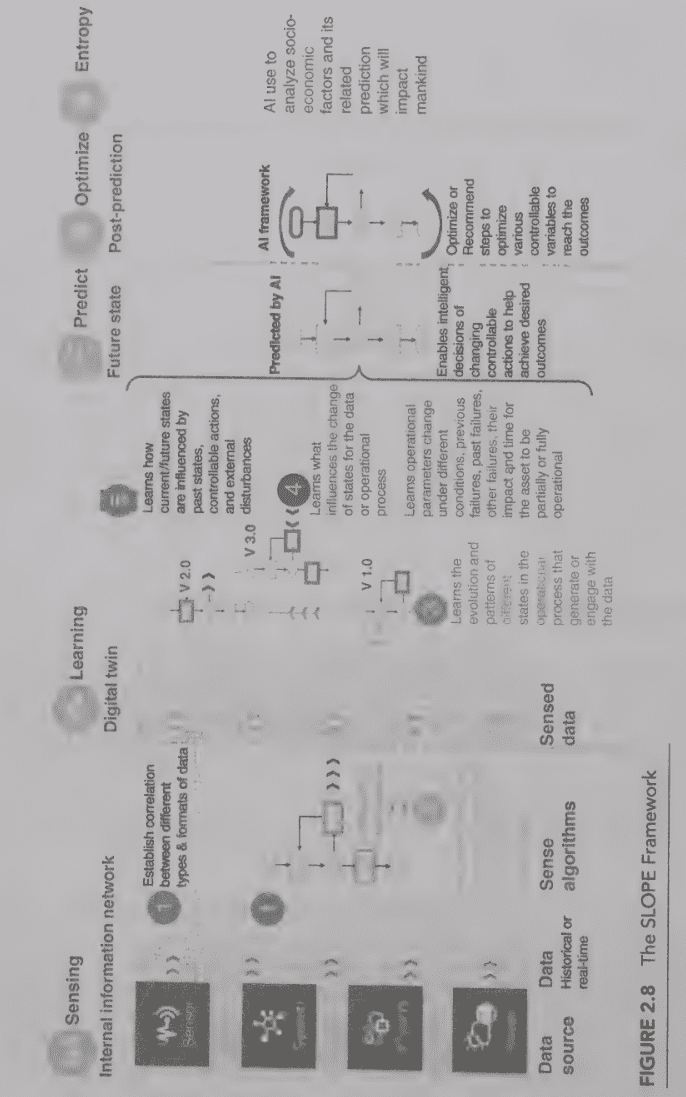 Sensing
Internal information network
Learning
Digital twin
Predict
Future state
Optimize
Post-prediction
Entropy
Sensor
1
Establish correlation
between different
types & formats of data
Data
source
Data
Historical or
real-time
Sense
algorithms
Sensed
data
V 2.0
V 3.0
V 1.0
Learns how
current/future states
are influenced by
past states,
controllable actions,
and external
disturbances
4
Learns what
influences the change
of states for the data
or operational
process
Learns the
evolution and
patterns of
different
states in the
operational
process that
generate or
engage with
the data
Learns operational
parameters change
under different
conditions, previous
failures, past failures,
other failures, their
impact and time for
the asset to be
partially or fully
operational
Predicted by AI
Enables intelligent
decisions of
changing
controllable
actions to help
achieve desired
outcomes
AI framework
Optimize or
Recommend
steps to
optimize
various
controllable
variables to
reach the
outcomes
AI use to
analyze socio-
economic
factors and its
related
prediction
which will
impact
mankind
FIGURE 2.8 The SLOPE Framework